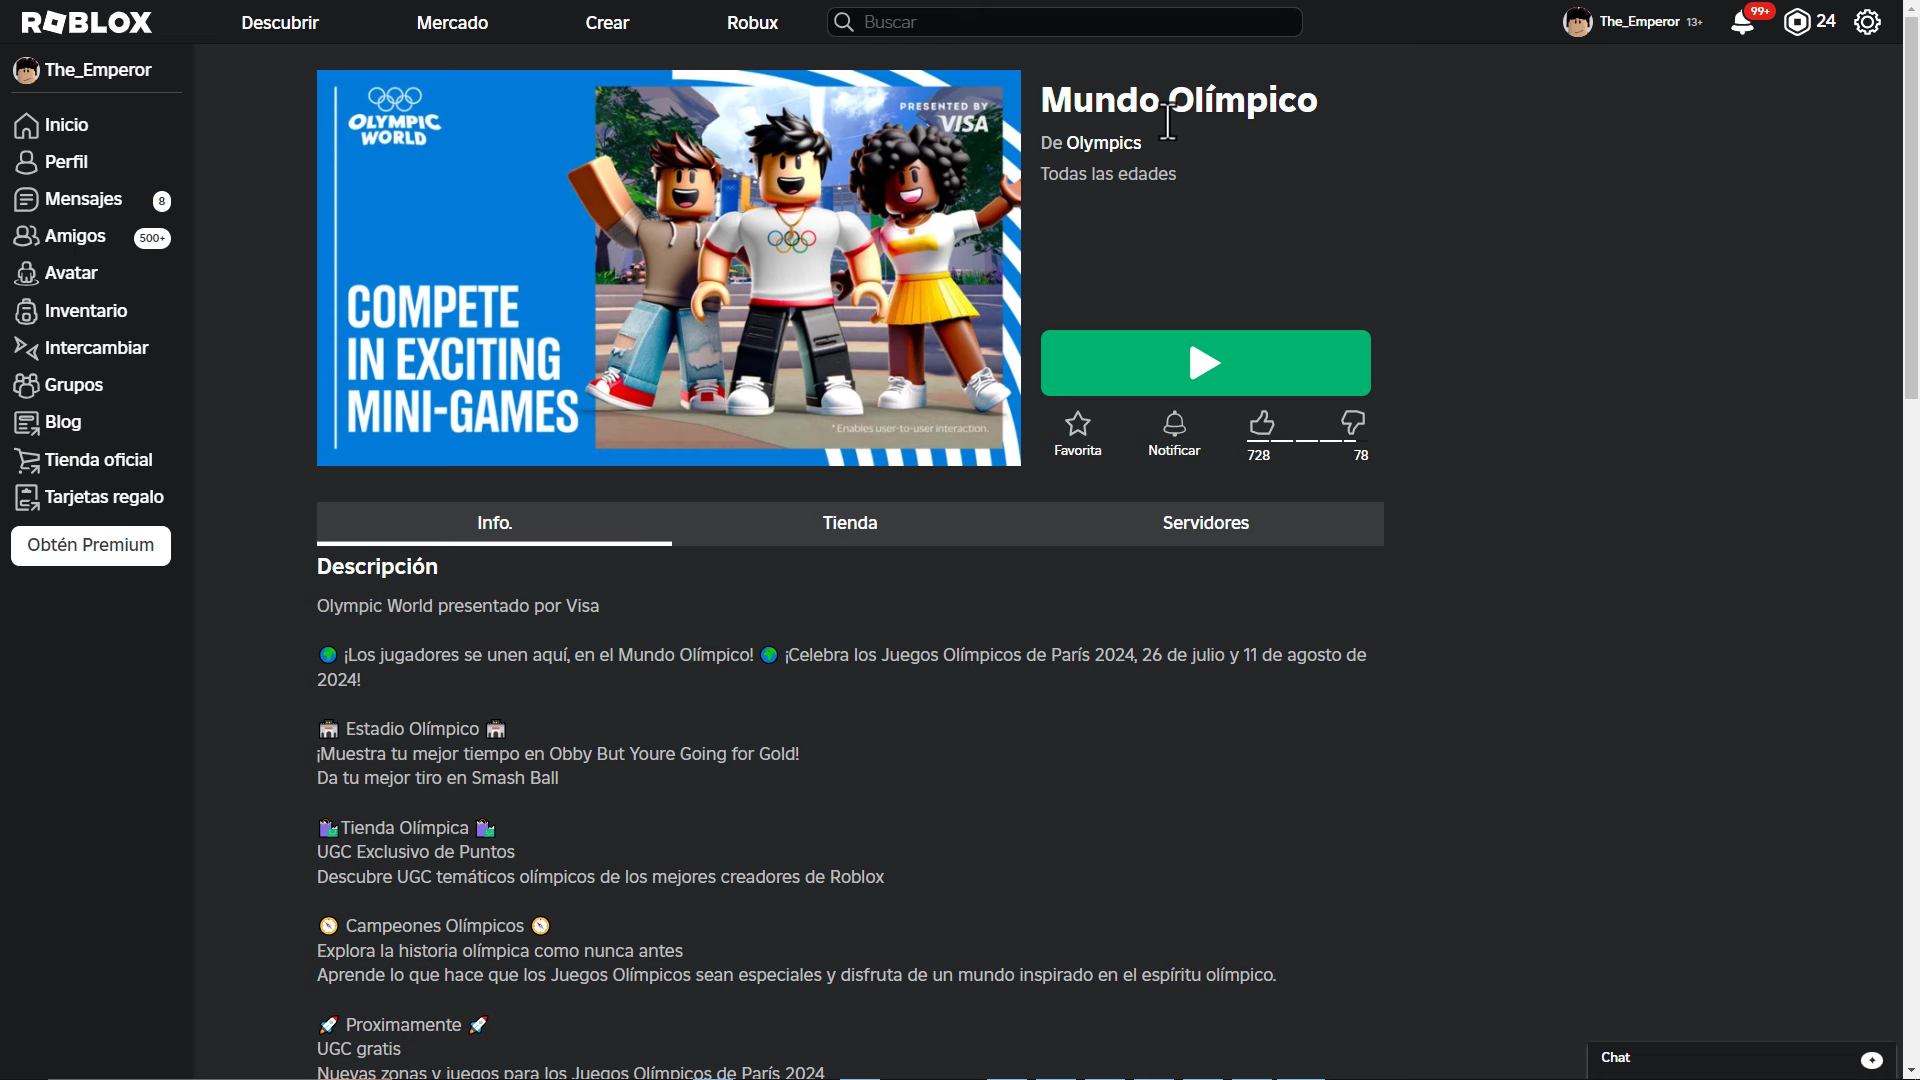 ROBLOX
Descubrir
Mercado
Crear
Robux
Buscar
The_Emperor 13+
99+
24
The_Emperor
Inicio
Perfil
Mensajes 8
Amigos 500+
Avatar
Inventario
Intercambiar
Grupos
Blog
Tienda oficial
Tarjetas regalo
Obtén Premium
OLYMPIC
WORLD
PRESENTED BY
VISA
COMPETE
IN EXCITING
MINI-GAMES
*Enables user-to-user interaction.
Mundo Olímpico
De Olympics
Todas las edades
Favorita
Notificar
728
78
Info.
Tienda
Servidores
Descripción
Olympic World presentado por Visa
🌍 ¡Los jugadores se unen aquí, en el Mundo Olímpico! 🌍 ¡Celebra los Juegos Olímpicos de París 2024, 26 de julio y 11 de agosto de
2024!
🏟 Estadio Olímpico 🏟
¡Muestra tu mejor tiempo en Obby But Youre Going for Gold!
Da tu mejor tiro en Smash Ball
🛍Tienda Olímpica 🛍
UGC Exclusivo de Puntos
Descubre UGC temáticos olímpicos de los mejores creadores de Roblox
🧭 Campeones Olímpicos 🧭
Explora la historia olímpica como nunca antes
Aprende lo que hace que los Juegos Olímpicos sean especiales y disfruta de un mundo inspirado en el espíritu olímpico.
🚀 Proximamente 🚀
UGC gratis
Nuevas zonas y juegos para los Juegos Olímpicos de París 2024
Chat